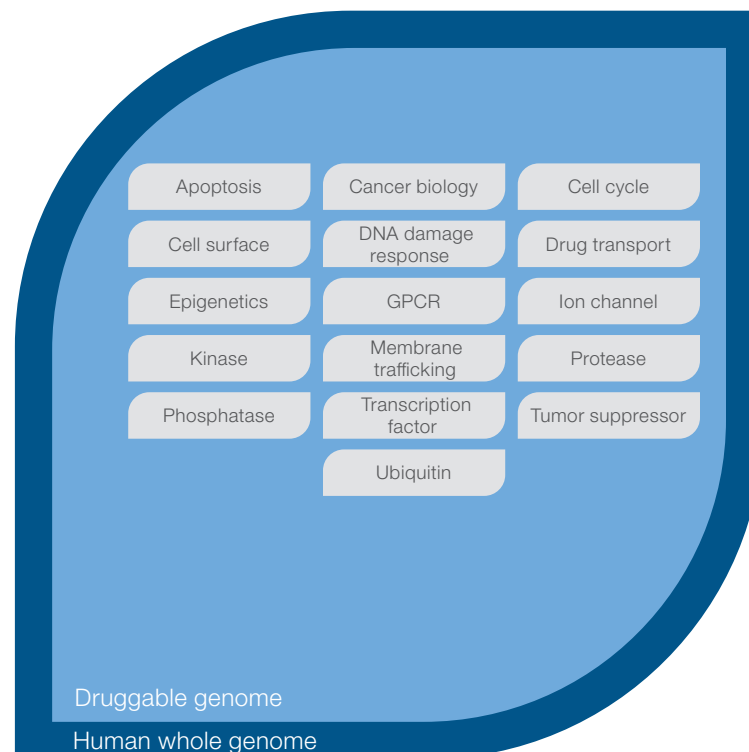 Apoptosis
Cancer biology
Cell cycle
Cell surface
DNA damage
response
Drug transport
Epigenetics
GPCR
Ion channel
Kinase
Membrane
trafficking
Protease
Phosphatase
Transcription
factor
Tumor suppressor
Ubiquitin
Druggable genome
Human whole genome